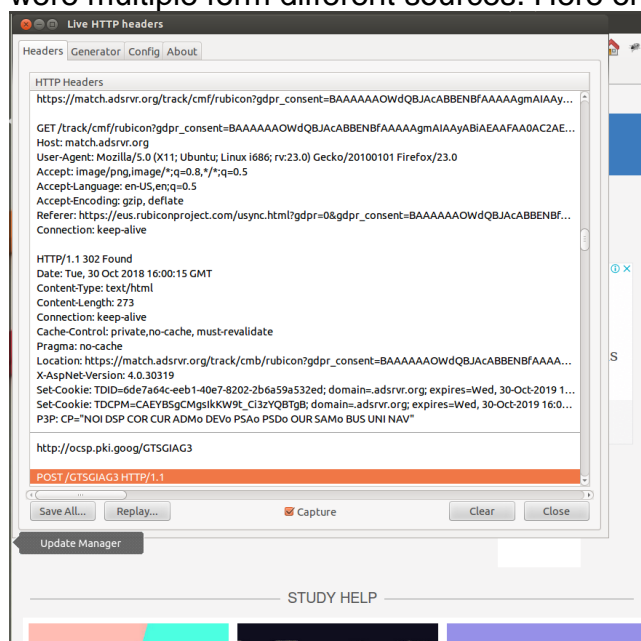 were multiple form different sources. Here
Live HTTP headers
Headers Generator Config About
HTTP Headers
https://match.adsrvr.org/track/cmf/rubicon?gdpr_consent=BAAAAAAOWdQBJAcABBENBfAAAAAgmAIAAy...
GET /track/cmf/rubicon?gdpr_consent=BAAAAAAOWdQBJAcABBENBfAAAAAgmAIAAyABiAEAAFAA0AC2AE...
Host: match.adsrvr.org
User-Agent: Mozilla/5.0 (X11; Ubuntu; Linux i686; rv:23.0) Gecko/20100101 Firefox/23.0
Accept: image/png,image/*;q=0.8,*/*;q=0.5
Accept-Language: en-US,en;q=0.5
Accept-Encoding: gzip, deflate
Referer: https://eus.rubiconproject.com/usync.html?gdpr=0&gdpr_consent=BAAAAAAOWdQBJAcABBENBf...
Connection: keep-alive
HTTP/1.1 302 Found
Date: Tue, 30 Oct 2018 16:00:15 GMT
Content-Type: text/html
Content-Length: 273
Connection: keep-alive
Cache-Control: private,no-cache, must-revalidate
Pragma: no-cache
Location: https://match.adsrvr.org/track/cmb/rubicon?gdpr_consent=BAAAAAAOWdQBJAcABBENBfAAAA...
X-AspNet-Version: 4.0.30319
Set-Cookie: TDID=6de7a64c-eeb1-40e7-8202-2b6a59a532ed; domain=.adsrvr.org; expires=Wed, 30-Oct-2019 1...
Set-Cookie: TDCPM=CAEYBSgCMgsIkKW9t_Ci3zYQBTgB; domain=.adsrvr.org; expires=Wed, 30-Oct-2019 16:0...
P3P: CP="NOI DSP COR CUR ADMo DEVo PSAo PSDo OUR SAMo BUS UNI NAV"
http://ocsp.pki.goog/GTSGIAG3
POST /GTSGIAG3 HTTP/1.1
Save All... Replay... Capture Clear Close
S
Update Manager
STUDY HELP